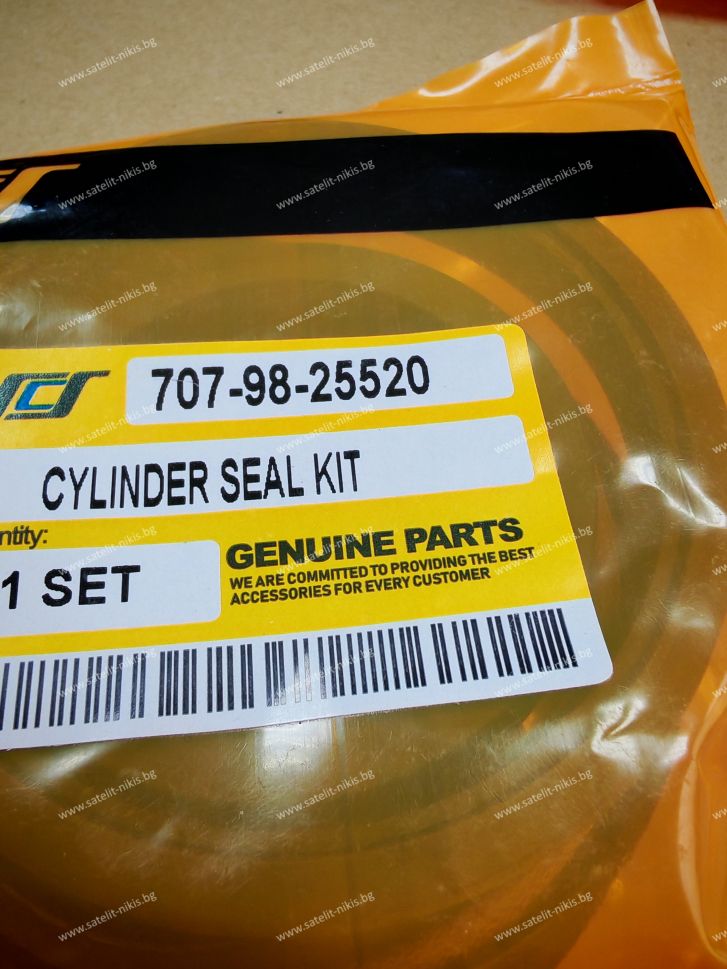 707-98-25520
CYLINDER SEAL KIT
ntity:
1 SET
GENUINE PARTS
WE ARE COMMITTED TO PROVIDING THE BEST
ACCESSORIES FOR EVERY CUSTOMER
www.satelit-nikis.bg